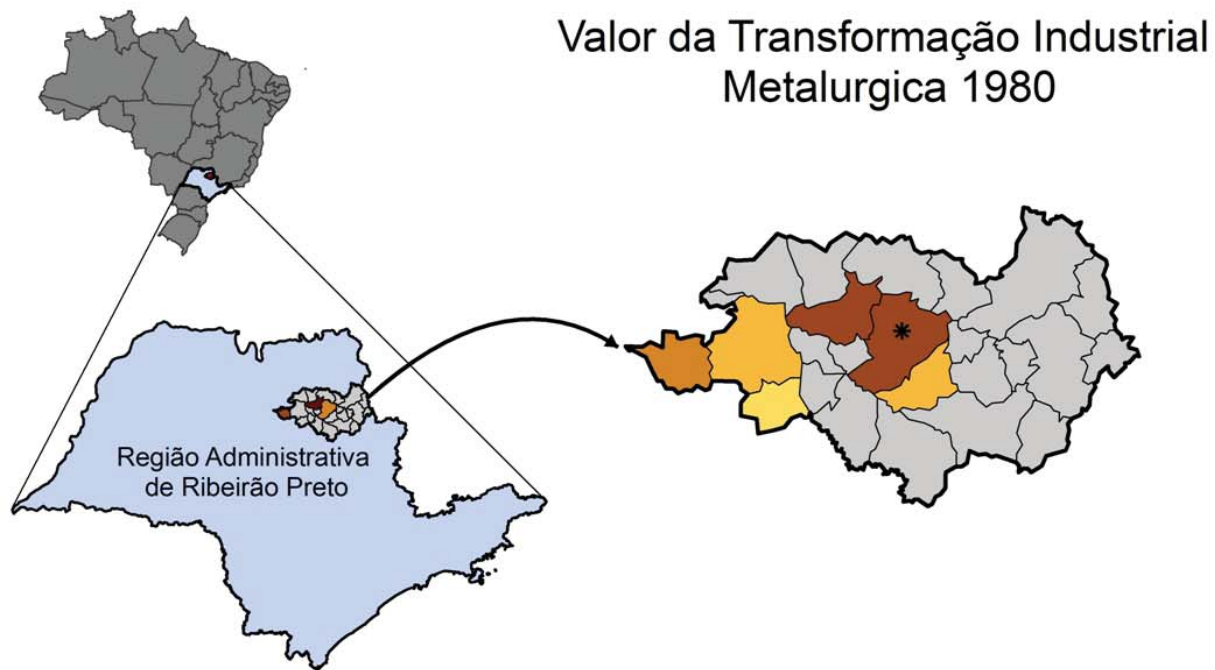 Valor da Transformação Industrial
Metalurgica 1980
Região Administrativa
de Ribeirão Preto